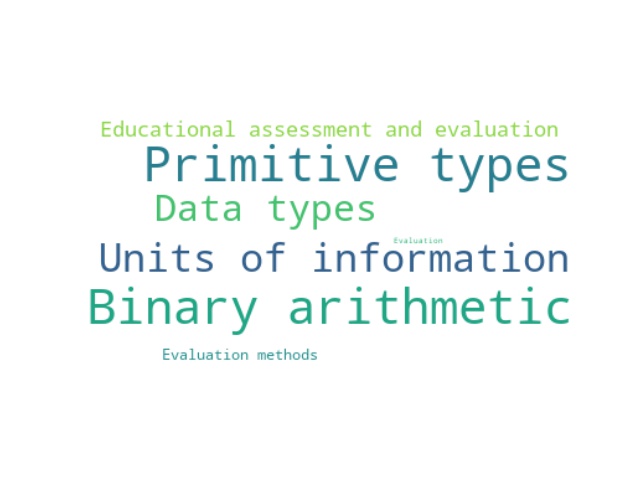 Educational assessment and evaluation
Primitive types
Data types
Evaluation
Units of information
Binary arithmetic
Evaluation methods